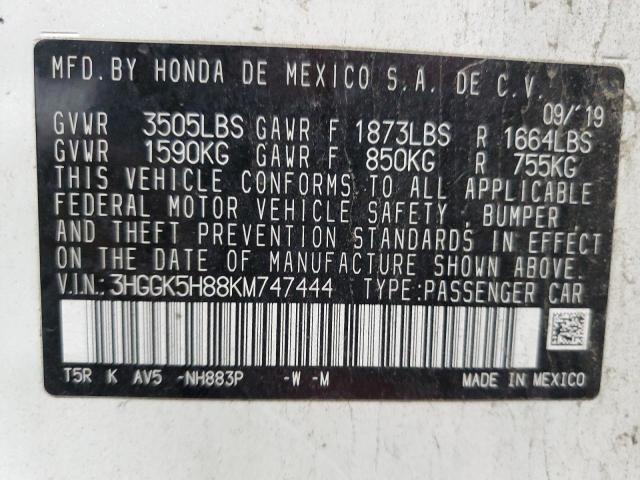 MFD. BY HONDA DE MEXICO S.A. DE C.V.
09/'19
GVWR 3505LBS GAWR F 1873LBS R 1664LBS
GVWR 1590KG GAWR F 850KG R 755KG
THIS VEHICLE CONFORMS TO ALL APPLICABLE
FEDERAL MOTOR VEHICLE SAFETY, BUMPER,
AND THEFT PREVENTION STANDARDS IN EFFECT
ON THE DATE OF MANUFACTURE SHOWN ABOVE.
V.I.N.: 3HGGK5H88KM747444 TYPE: PASSENGER CAR
T5R K AV5 -NH883P -W -M MADE IN MEXICO